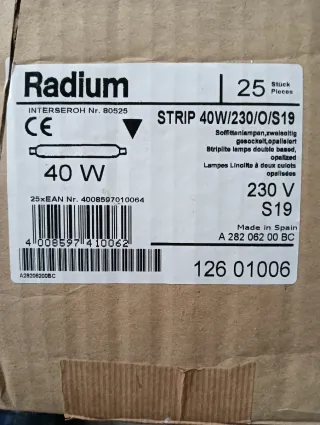 Radium
25 Stück
Pieces
INTERSEROH Nr. 80525
STRIP 40W/230/O/S19
CE
Soffittenlampen, zweiseitig
gesockelt, opalisiert
Striplite lamps double based,
opalized
Lampes Linolite à deux culots
opalisées
40 W
230 V
S19
25xEAN Nr. 4008597010064
Made in Spain
A 282 062 00 BC
4 008597 410062
126 01006
A28206200BC